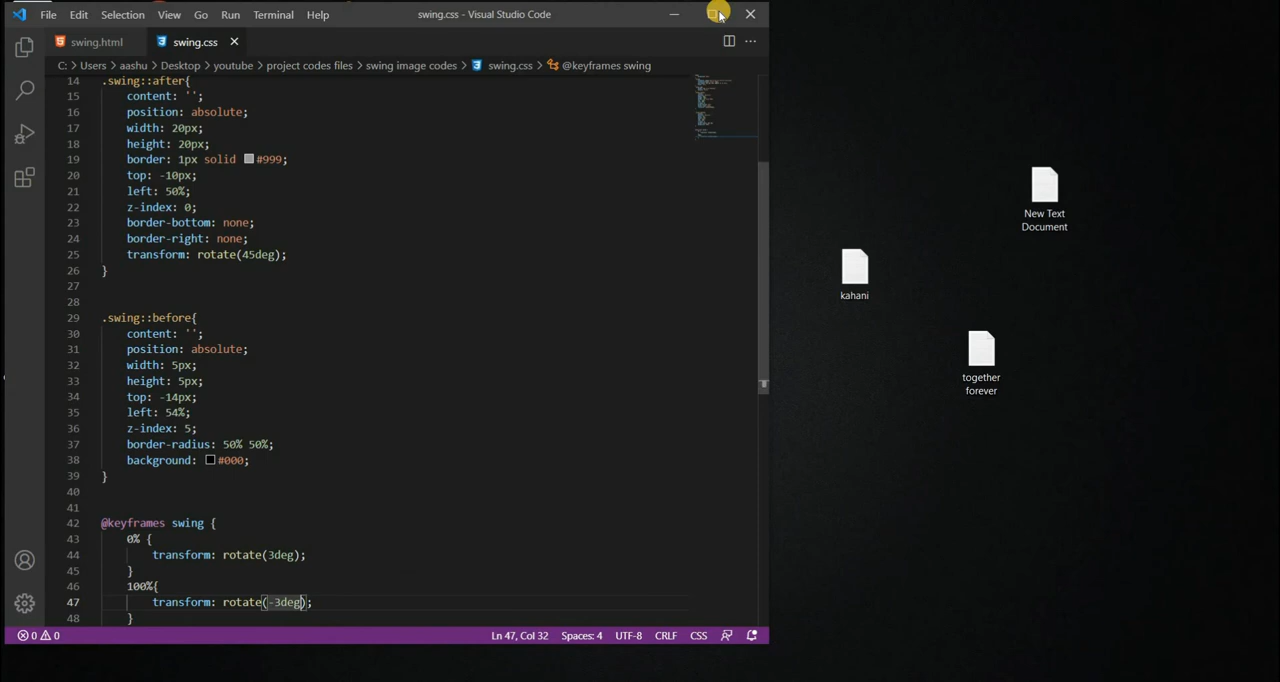 File Edit Selection View Go Run Terminal Help swing.css - Visual Studio Code
swing.html swing.css
C: > Users > aashu > Desktop > youtube > project codes files > swing image codes > swing.css > @keyframes swing
14 .swing::after{
15 content: '';
16 position: absolute;
17 width: 20px;
18 height: 20px;
19 border: 1px solid #999;
20 top: -10px;
21 left: 50%;
22 z-index: 0;
23 border-bottom: none;
24 border-right: none;
25 transform: rotate(45deg);
26 }
27
28
29 .swing::before{
30 content: '';
31 position: absolute;
32 width: 5px;
33 height: 5px;
34 top: -14px;
35 left: 54%;
36 z-index: 5;
37 border-radius: 50% 50%;
38 background: #000;
39 }
40
41
42 @keyframes swing {
43 0% {
44 transform: rotate(3deg);
45 }
46 100%{
47 transform: rotate(-3deg);
48 }
0 0 Ln 47, Col 32 Spaces: 4 UTF-8 CRLF CSS
New Text
Document
kahani
together
forever